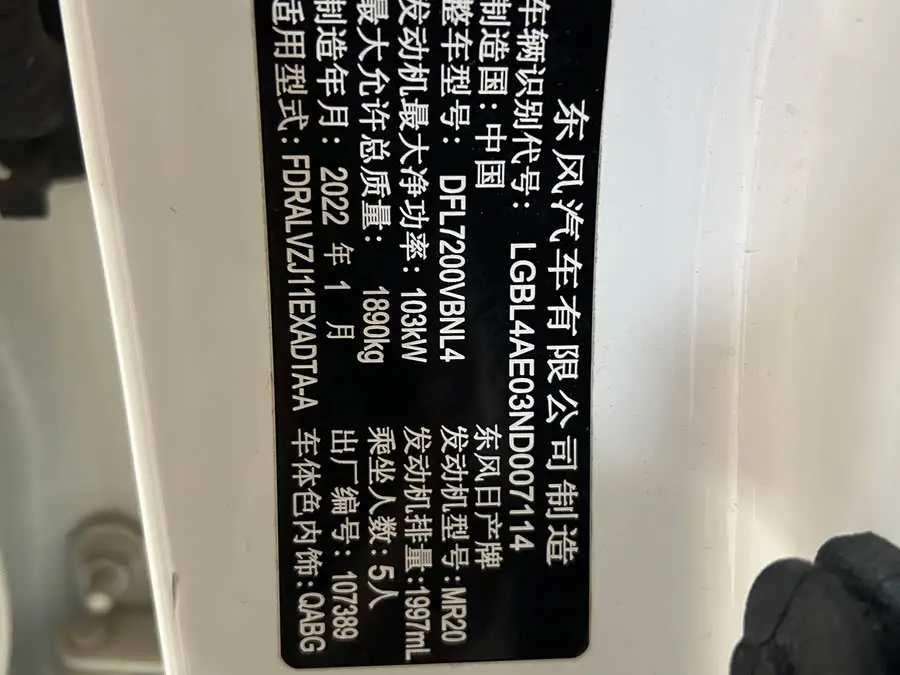 东风汽车有限公司制造
车辆识别代号: LGBL4AE03ND007114
制造国: 中国 东风日产牌
整车型号: DFL7200VBNL4 发动机型号: MR20
发动机最大净功率: 103kW 发动机排量: 1997mL
最大允许总质量: 1890kg 乘坐人数: 5人
制造年月: 2022 年 1 月 出厂编号: 107389
适用型式: FDRALVZJ11EXADTA-A 车体色内饰: QABG